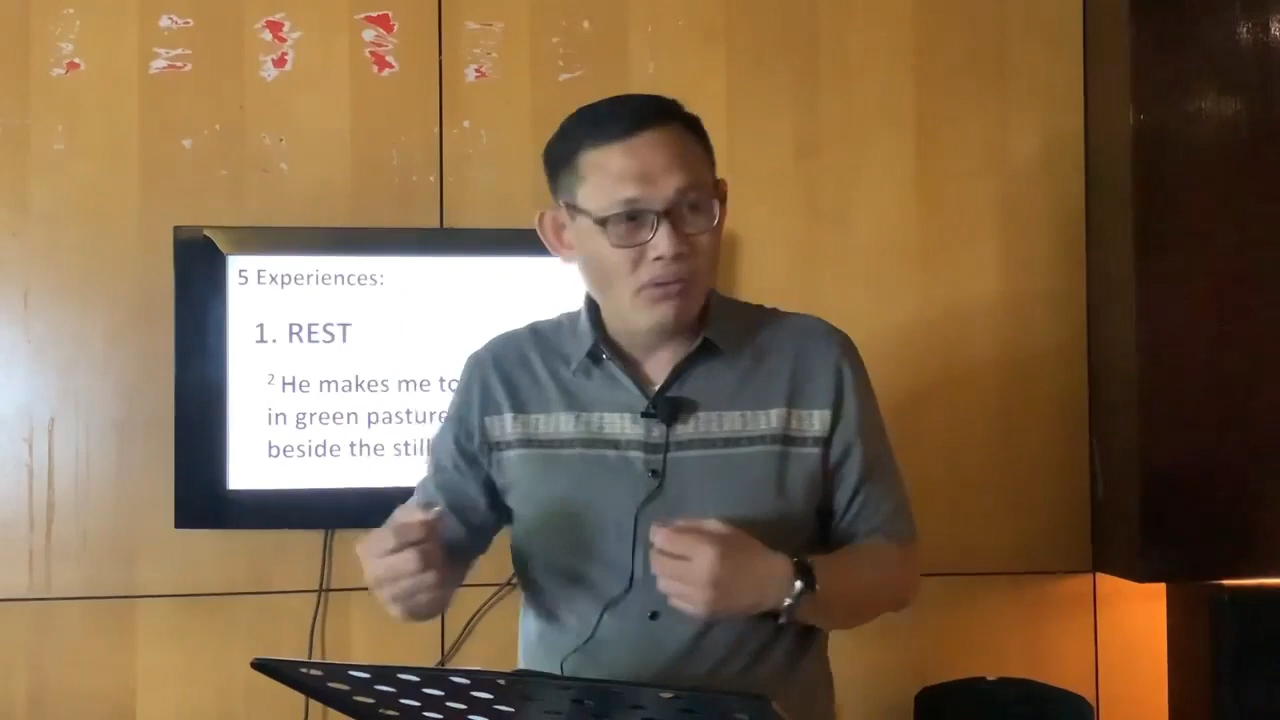 5 Experiences:
1. REST
² He makes me to
in green pasture
beside the still